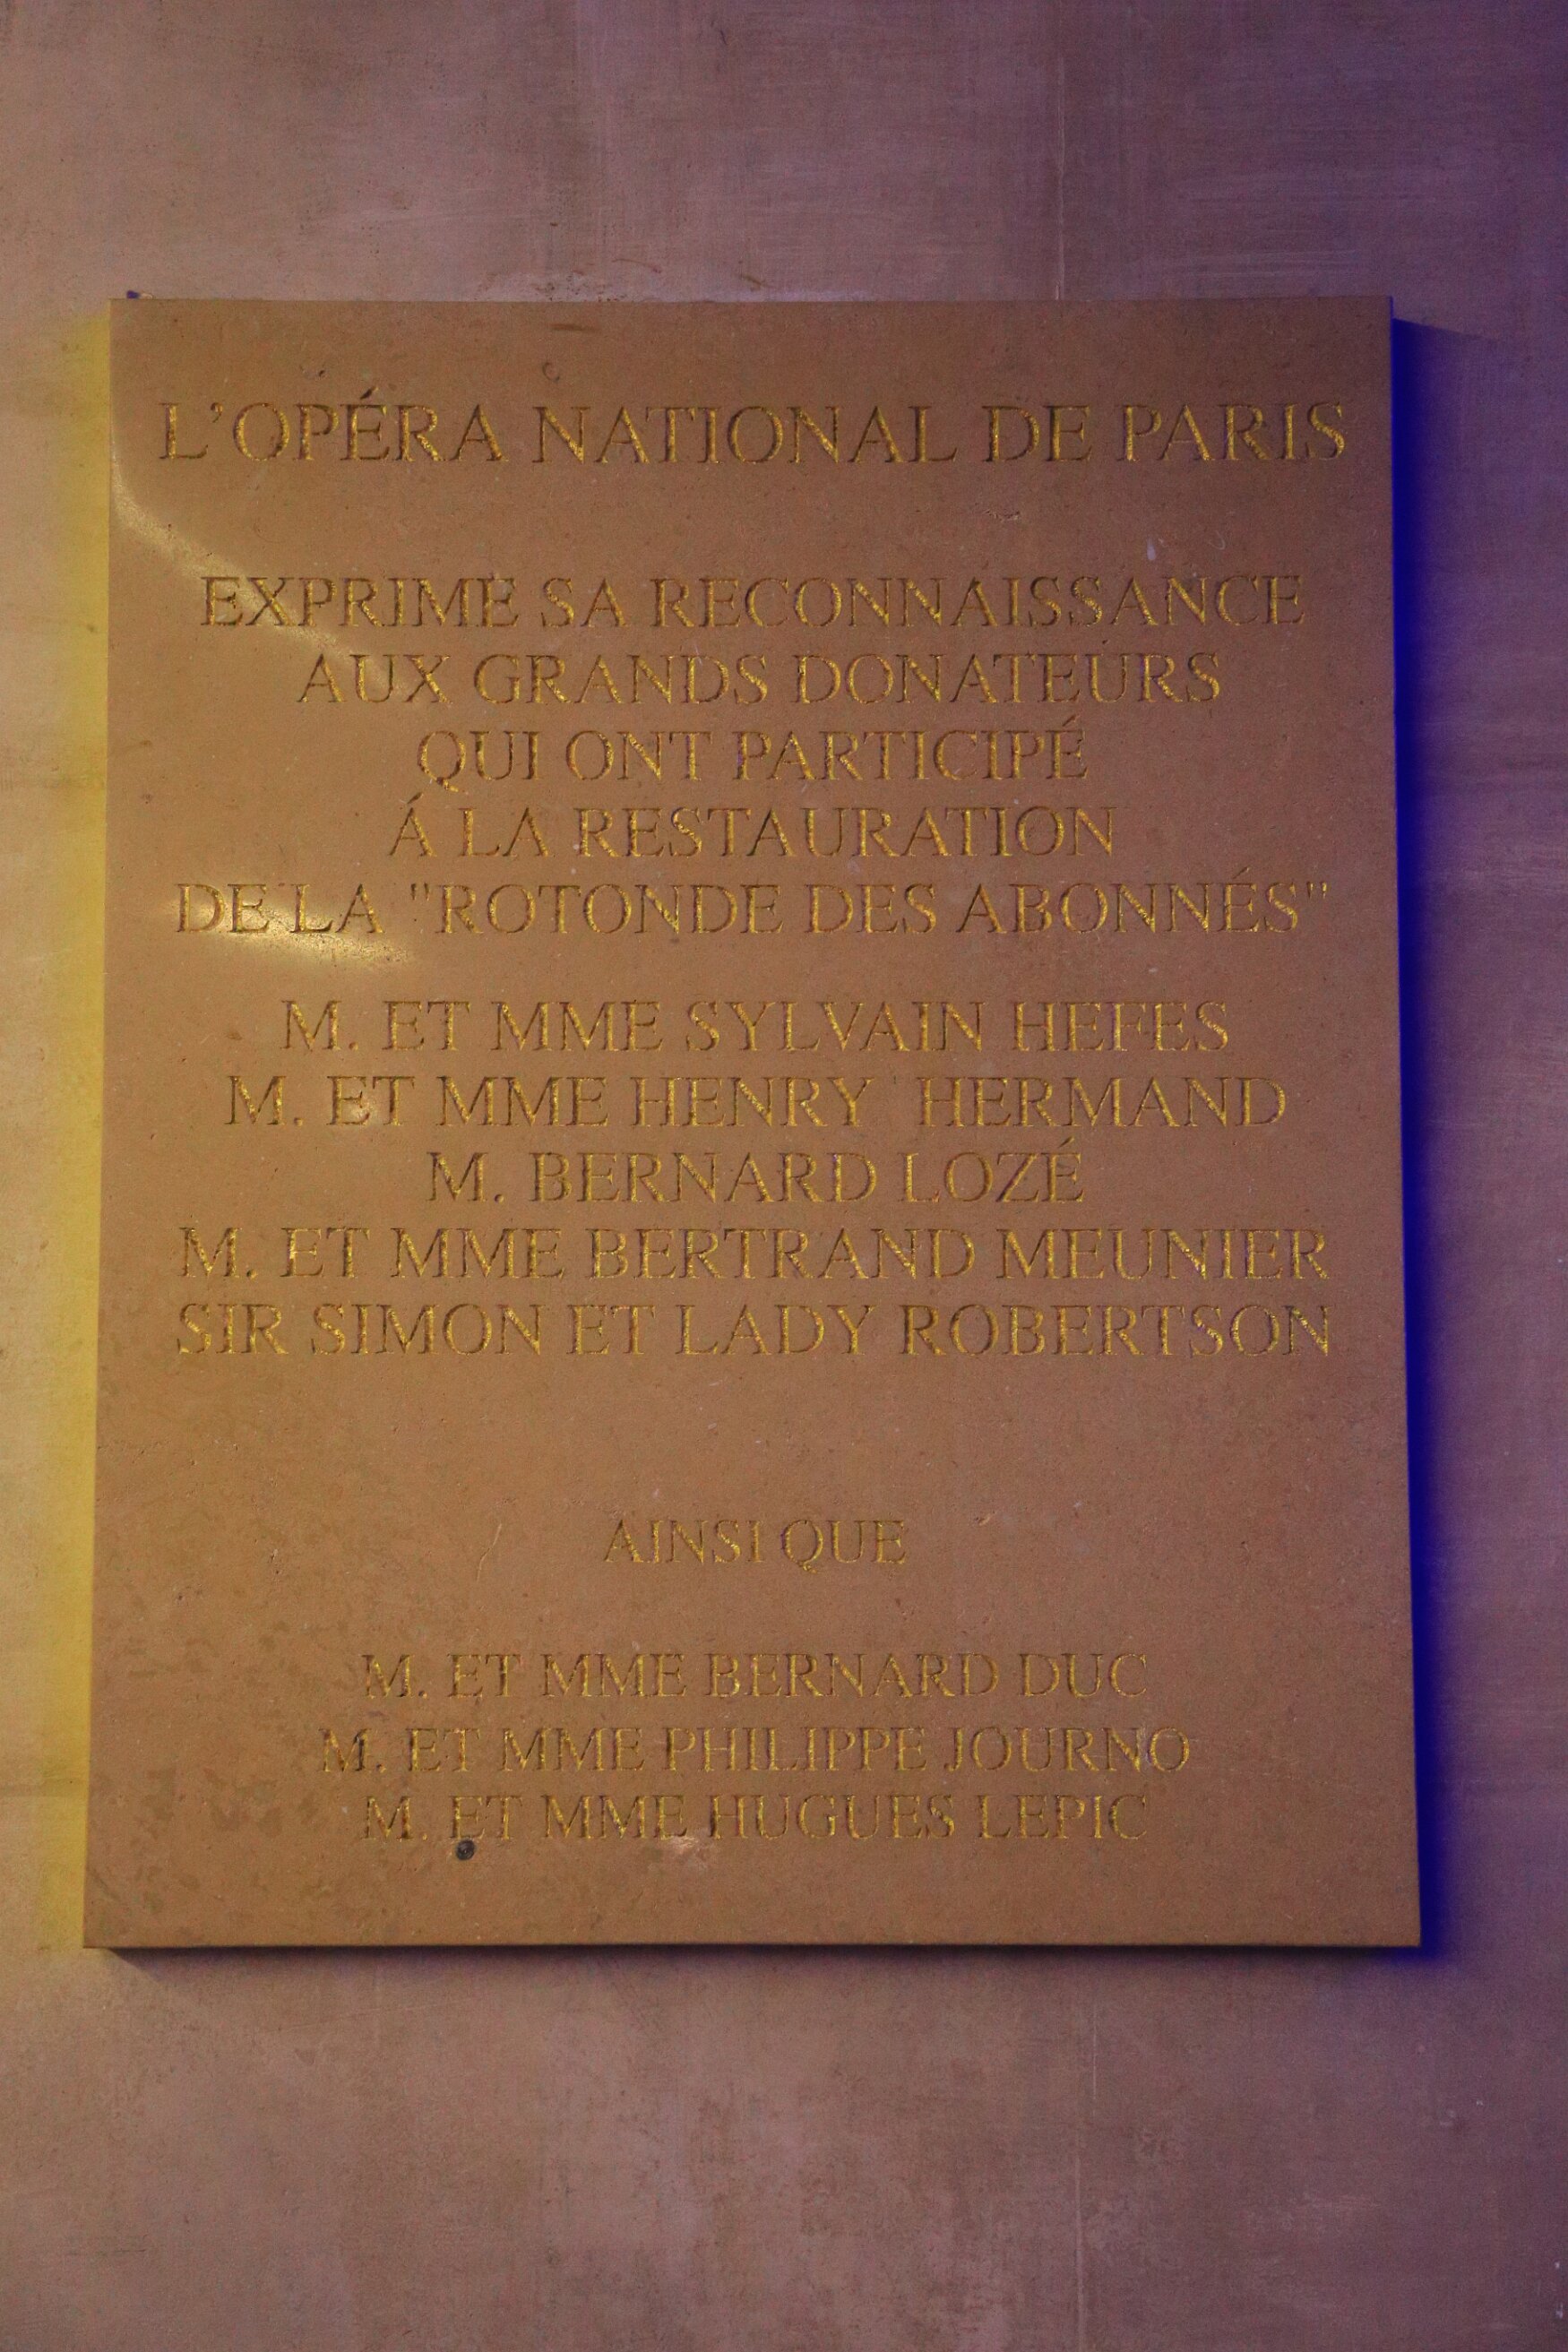 L'OPÉRA NATIONAL DE PARIS
EXPRIME SA RECONNAISSANCE
AUX GRANDS DONATEURS
QUI ONT PARTICIPÉ
Á LA RESTAURATION
DE LA "ROTONDE DES ABONNÉS"
M. ET MME SYLVAIN HEFES
M. ET MME HENRY HERMAND
M. BERNARD LOZÉ
M. ET MME BERTRAND MEUNIER
SIR SIMON ET LADY ROBERTSON
AINSI QUE
M. ET MME BERNARD DUC
M. ET MME PHILIPPE JOURNO
M. ET MME HUGUES LEPIC